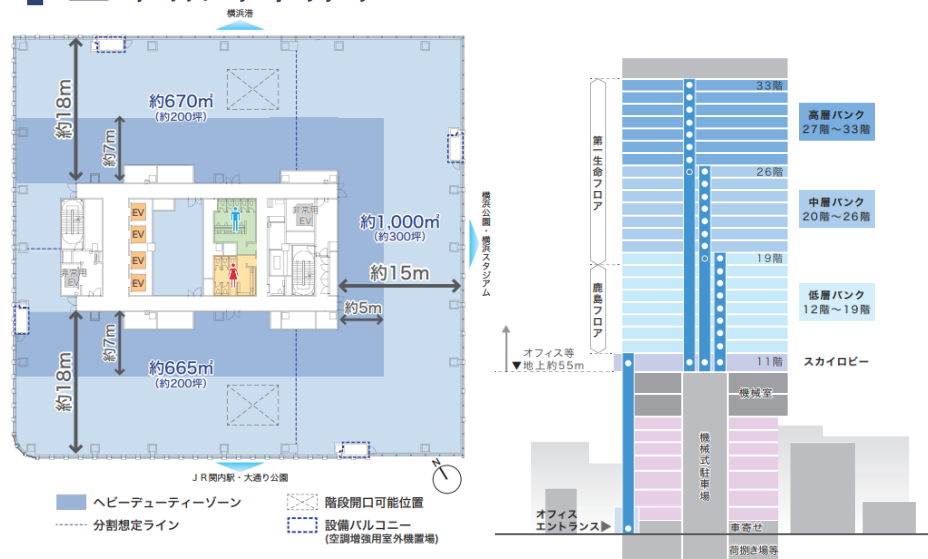 横浜港
約18m
約670㎡
(約200坪)
約7m
EV
EV
EV
EV
非常用
EV
非常用
EV
約1,000㎡
(約300坪)
約15m
約5m
横浜公園・横浜スタジアム
約7m
約18m
約665㎡
(約200坪)
JR関内駅・大通り公園
N
ヘビーデューティーゾーン
階段開口可能位置
分割想定ライン
設備バルコニー
(空調増強用室外機置場)
33階
高層バンク
27階～33階
第一生命フロア
26階
中層バンク
20階～26階
19階
鹿島フロア
低層バンク
12階～19階
オフィス等
▼地上約55m
11階
スカイロビー
機械室
機械式駐車場
オフィス
エントランス▶
車寄せ
荷捌き場等